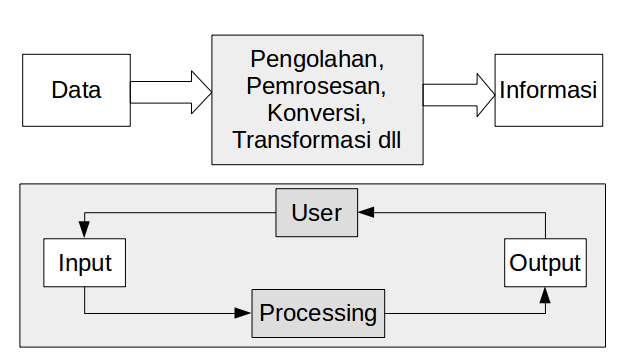 Data
Pengolahan,
Pemrosesan,
Konversi,
Transformasi dll
Informasi
User
Input
Output
Processing